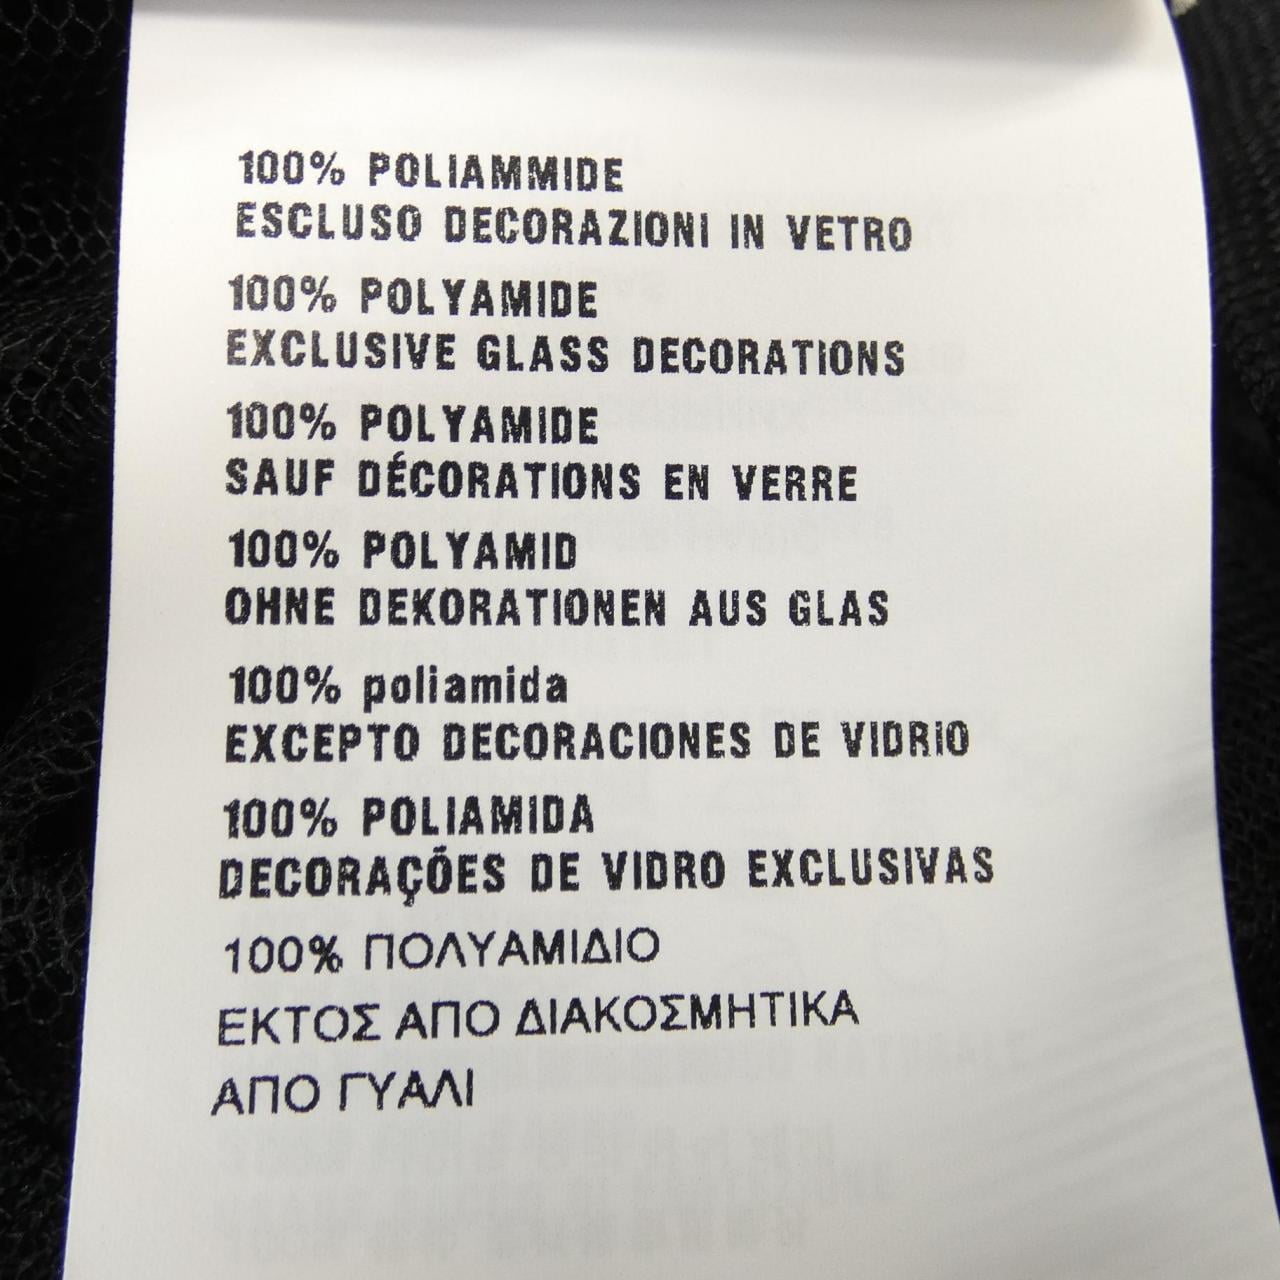 100% POLIAMMIDE
ESCLUSO DECORAZIONI IN VETRO
100% POLYAMIDE
EXCLUSIVE GLASS DECORATIONS
100% POLYAMIDE
SAUF DÉCORATIONS EN VERRE
100% POLYAMID
OHNE DEKORATIONEN AUS GLAS
100% poliamida
EXCEPTO DECORACIONES DE VIDRIO
100% POLIAMIDA
DECORAÇÕES DE VIDRO EXCLUSIVAS
100% ΠΟΛΥΑΜΙΔΙΟ
ΕΚΤΟΣ ΑΠΟ ΔΙΑΚΟΣΜΗΤΙΚΑ
ΑΠΟ ΓΥΑΛΙ